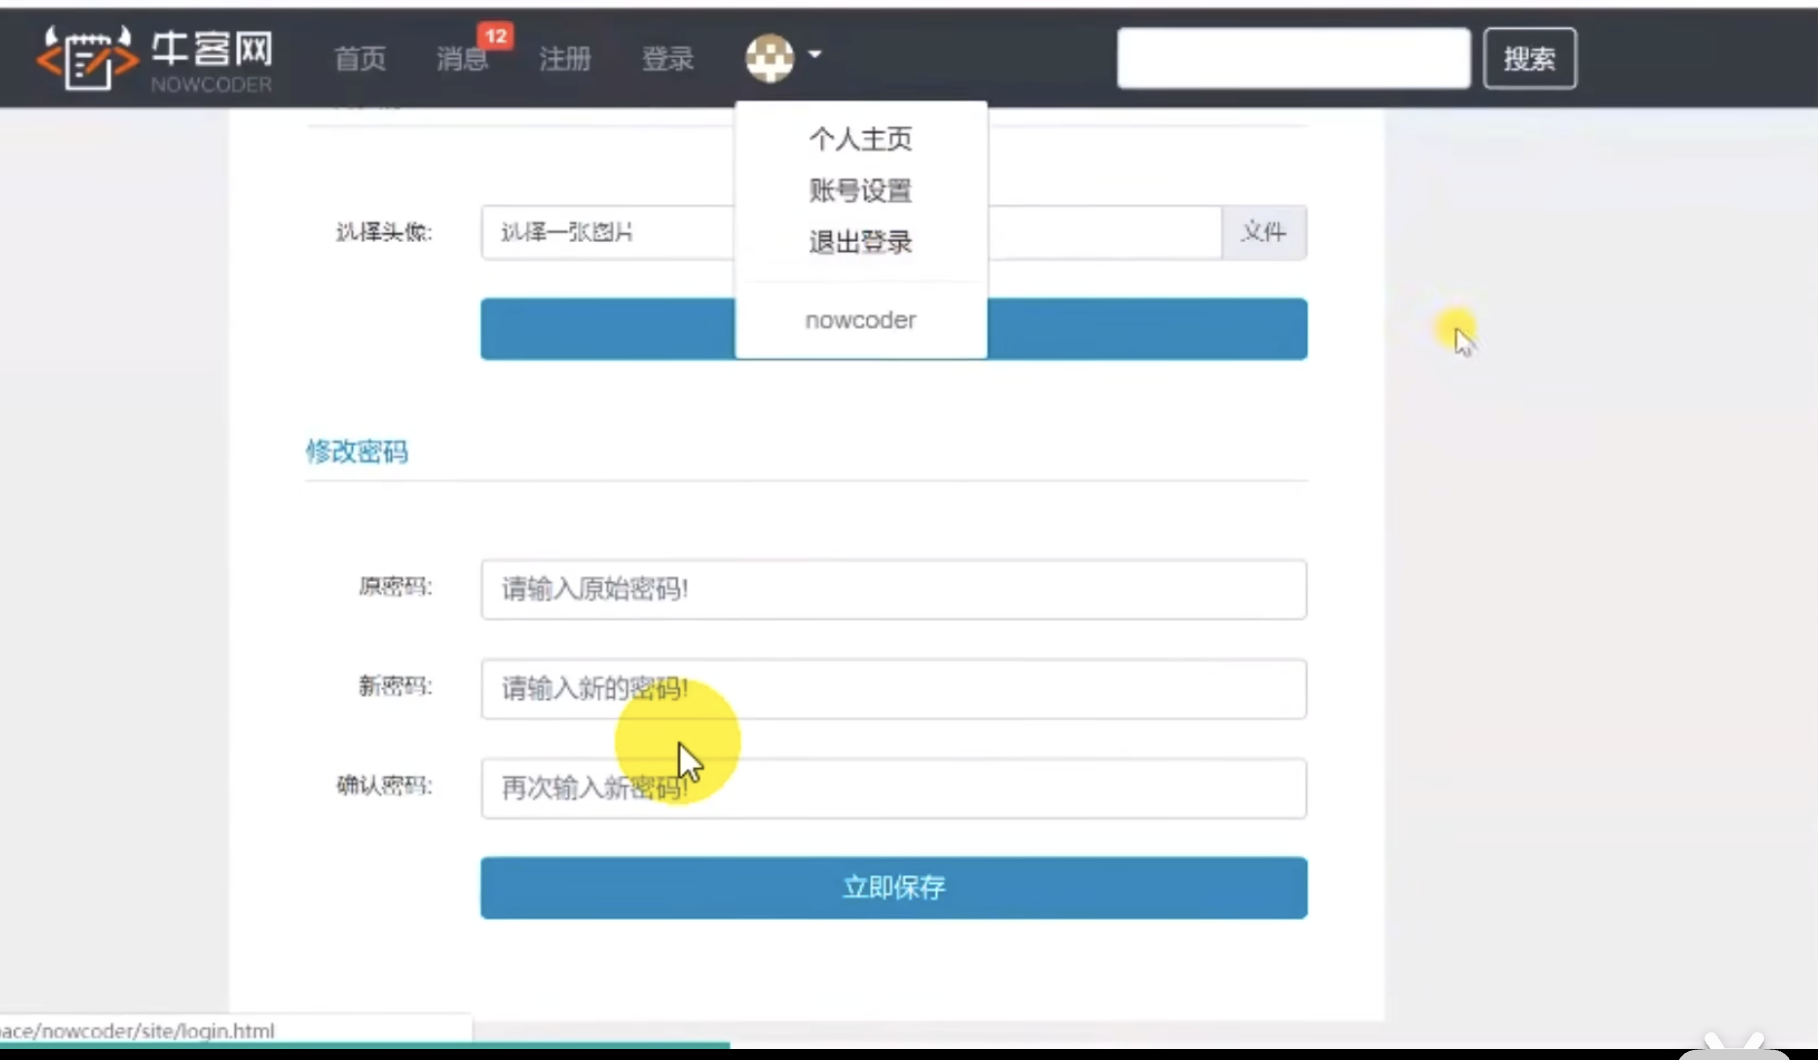 牛客网
NOWCODER
首页
消息
12
注册
登录
搜索
个人主页
账号设置
退出登录
nowcoder
选择头像:
选择一张图片
文件
修改密码
原密码:
请输入原始密码!
新密码:
请输入新的密码!
确认密码:
再次输入新密码!
立即保存
ace/nowcoder/site/login.html